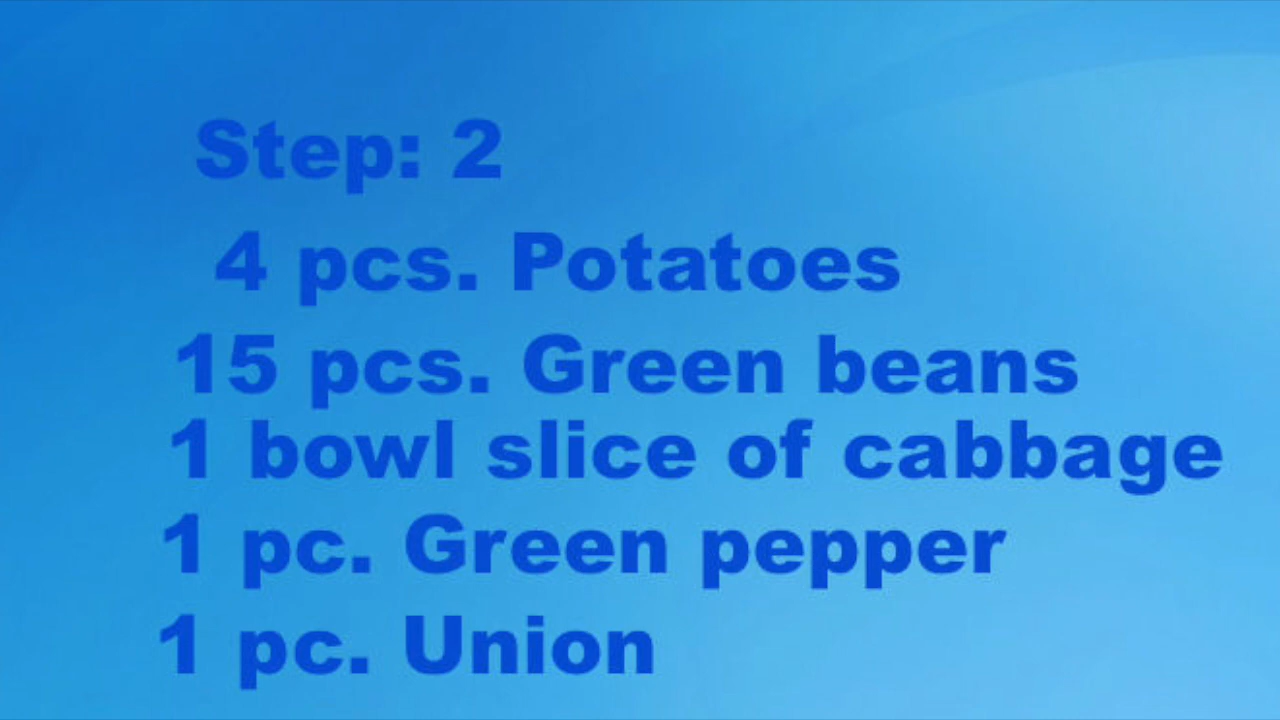 Step: 2
4 pcs. Potatoes
15 pcs. Green beans
1 bowl slice of cabbage
1 pc. Green pepper
1 pc. Union